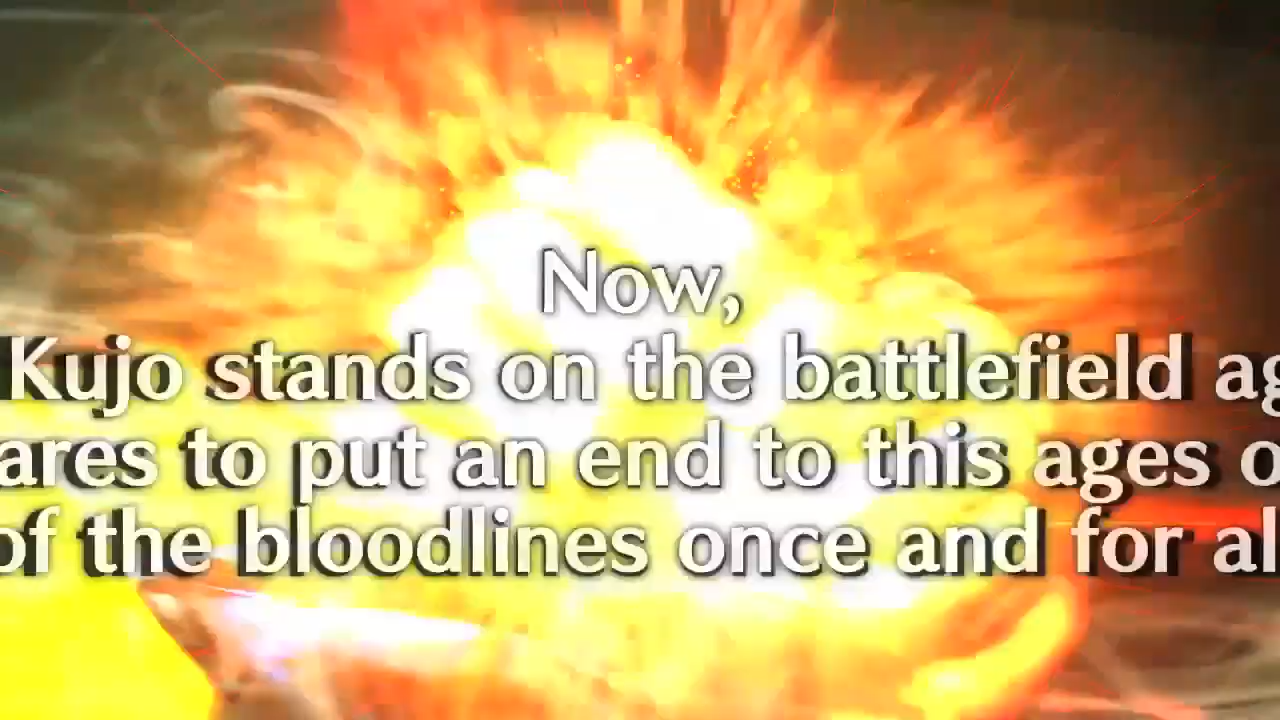 Now,
Kujo stands on the battlefield ag
ares to put an end to this ages o
of the bloodlines once and for al